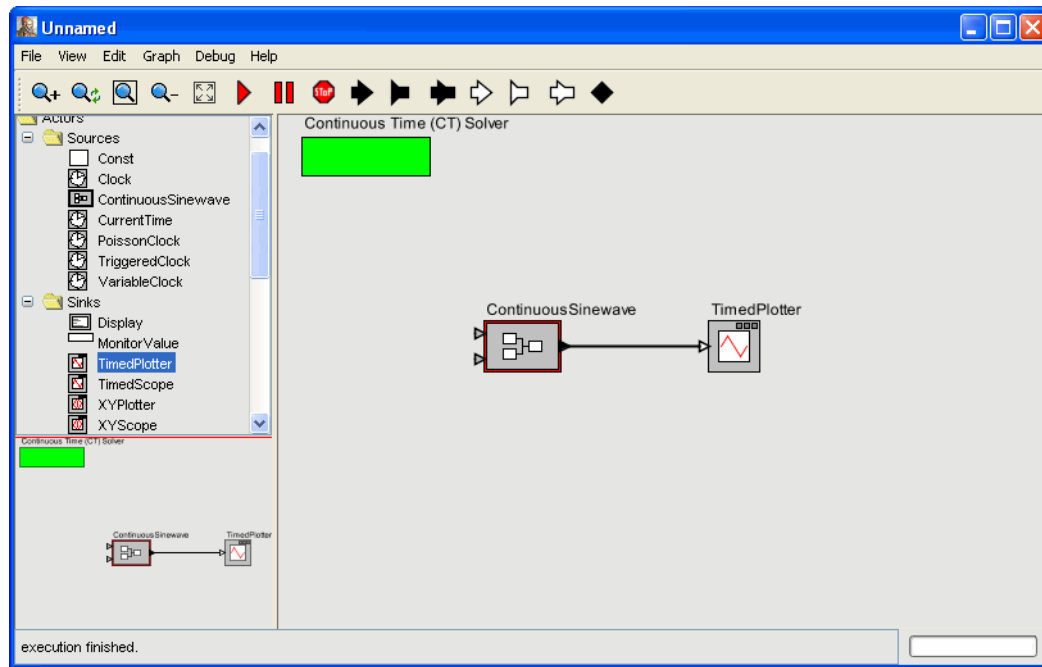 Unnamed
File View Edit Graph Debug Help
STOP
Actors
Sources
Const
Clock
ContinuousSinewave
CurrentTime
PoissonClock
TriggeredClock
VariableClock
Sinks
Display
MonitorValue
TimedPlotter
TimedScope
XYPlotter
XYScope
Continuous Time (CT) Solver
ContinuousSinewave TimedPlotter
Continuous Time (CT) Solver
ContinuousSinewave TimedPlotter
execution finished.